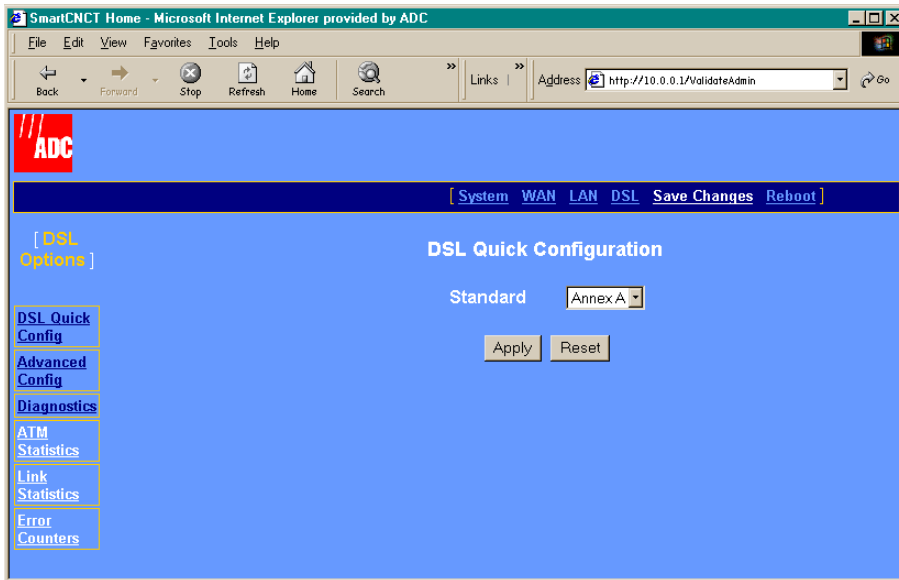 SmartCNCT Home - Microsoft Internet Explorer provided by ADC
File Edit View Favorites Tools Help
Back Forward Stop Refresh Home Search » Links » Address http://10.0.0.1/ValidateAdmin Go
ADC
[ System WAN LAN DSL Save Changes Reboot ]
[ DSL
Options ]
DSL Quick Configuration
Standard Annex A
Apply Reset
DSL Quick
Config
Advanced
Config
Diagnostics
ATM
Statistics
Link
Statistics
Error
Counters